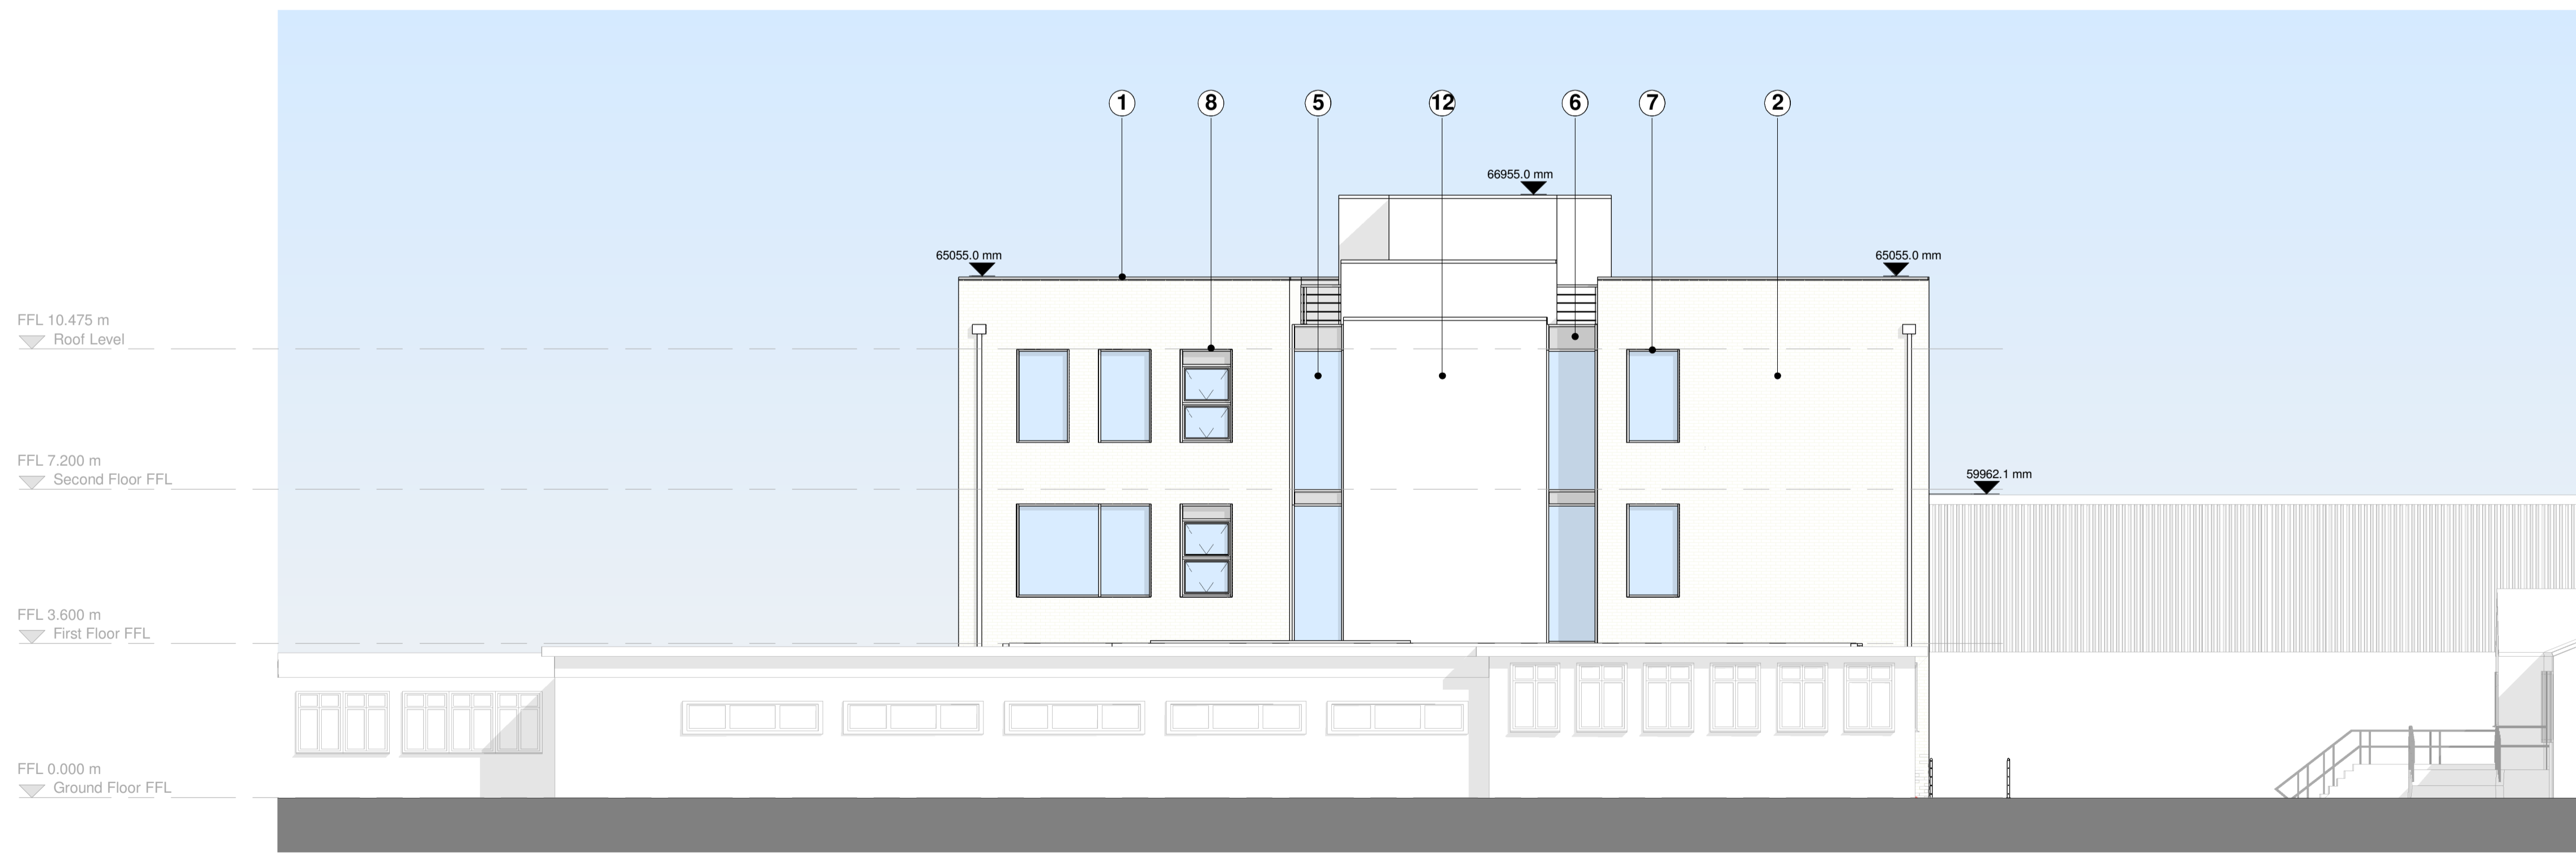 1 8 5 12 6 7 2
66955.0 mm
65055.0 mm
65055.0 mm
FFL 10.475 m
Roof Level
FFL 7.200 m
Second Floor FFL
59962.1 mm
FFL 3.600 m
First Floor FFL
FFL 0.000 m
Ground Floor FFL